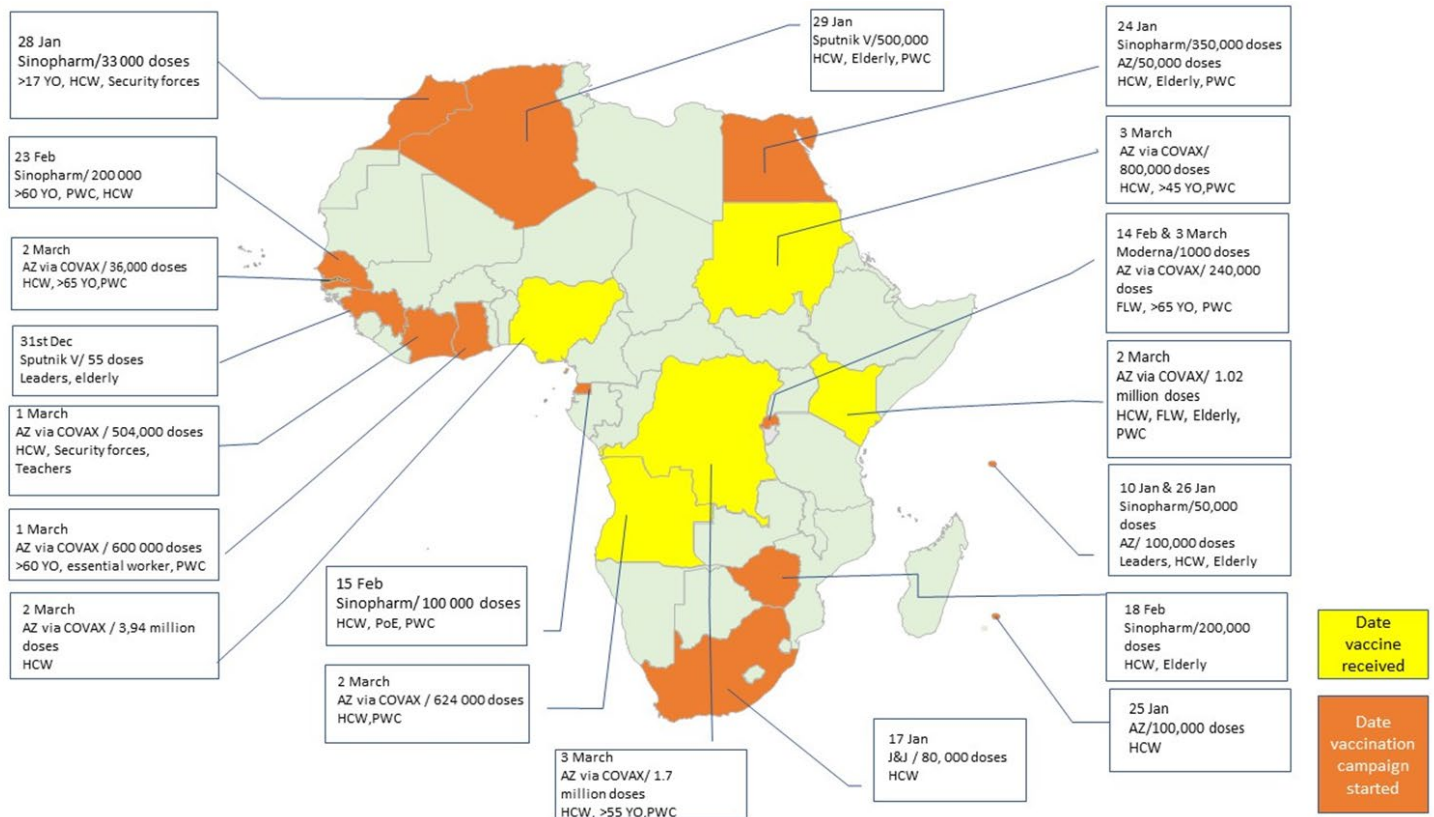 28 Jan
Sinopharm/33 000 doses
>17 YO, HCW, Security forces
23 Feb
Sinopharm/ 200 000
>60 YO, PWC, HCW
2 March
AZ via COVAX / 36,000 doses
HCW, >65 YO,PWC
31st Dec
Sputnik V/ 55 doses
Leaders, elderly
1 March
AZ via COVAX / 504,000 doses
HCW, Security forces,
Teachers
1 March
AZ via COVAX / 600 000 doses
>60 YO, essential worker, PWC
2 March
AZ via COVAX / 3,94 million
doses
HCW
15 Feb
Sinopharm/ 100 000 doses
HCW, PoE, PWC
2 March
AZ via COVAX / 624 000 doses
HCW,PWC
3 March
AZ via COVAX/ 1.7
million doses
HCW, >55 YO,PWC
29 Jan
Sputnik V/500,000
HCW, Elderly, PWC
24 Jan
Sinopharm/350,000 doses
AZ/50,000 doses
HCW, Elderly, PWC
3 March
AZ via COVAX/
800,000 doses
HCW, >45 YO,PWC
14 Feb & 3 March
Moderna/1000 doses
AZ via COVAX/ 240,000
doses
FLW, >65 YO, PWC
2 March
AZ via COVAX/ 1.02
million doses
HCW, FLW, Elderly,
PWC
10 Jan & 26 Jan
Sinopharm/50,000
doses
AZ/ 100,000 doses
Leaders, HCW, Elderly
18 Feb
Sinopharm/200,000
doses
HCW, Elderly
25 Jan
AZ/100,000 doses
HCW
17 Jan
J&J / 80, 000 doses
HCW
Date
vaccine
received
Date
vaccination
campaign
started